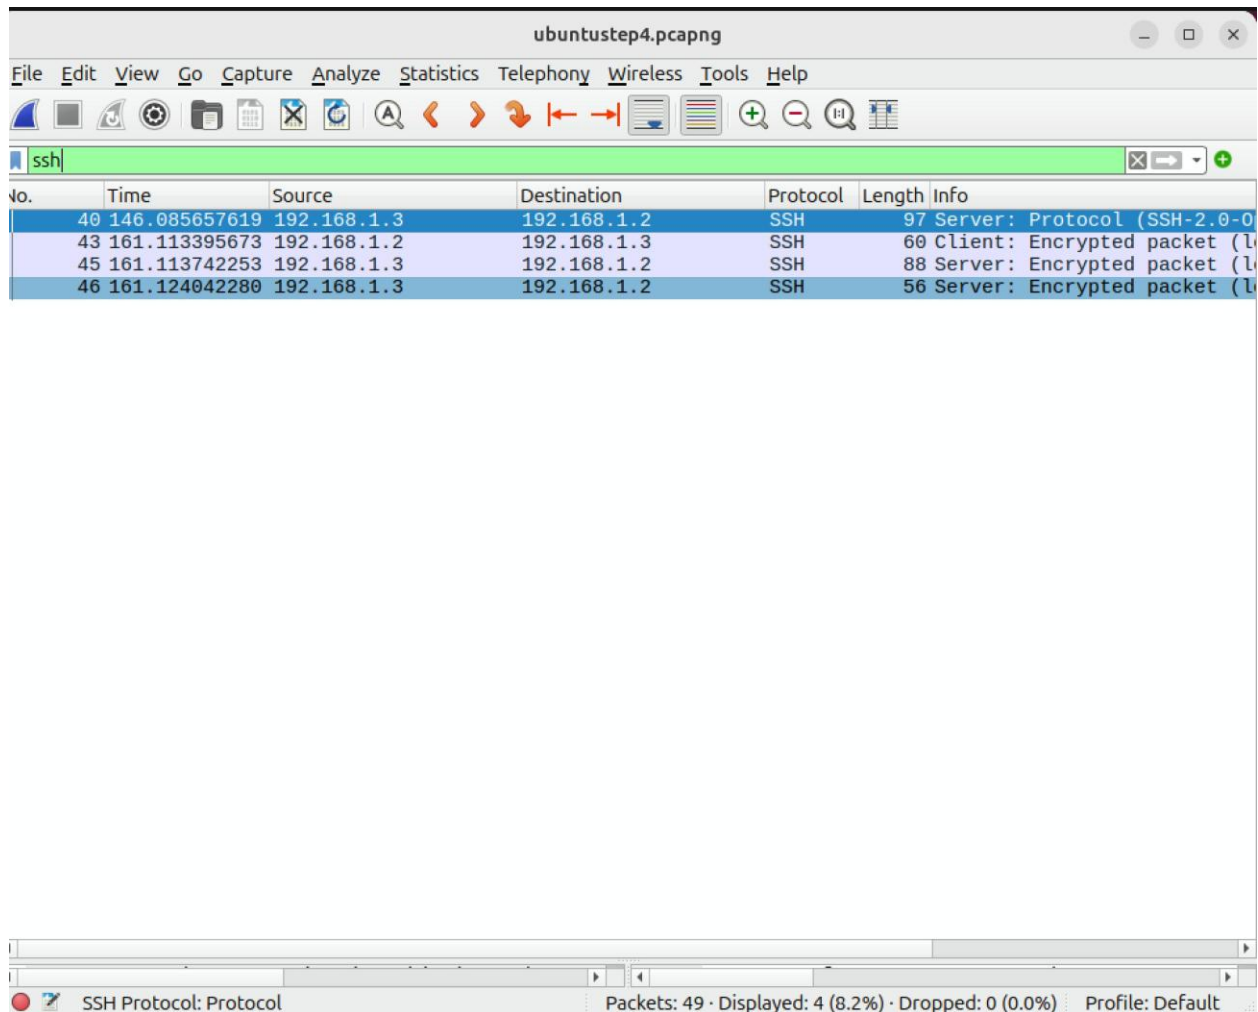 ubuntustep4.pcapng
File Edit View Go Capture Analyze Statistics Telephony Wireless Tools Help
ssh
No. Time Source Destination Protocol Length Info
40 146.085657619 192.168.1.3 192.168.1.2 SSH 97 Server: Protocol (SSH-2.0-O
43 161.113395673 192.168.1.2 192.168.1.3 SSH 60 Client: Encrypted packet (l
45 161.113742253 192.168.1.3 192.168.1.2 SSH 88 Server: Encrypted packet (l
46 161.124042280 192.168.1.3 192.168.1.2 SSH 56 Server: Encrypted packet (l
SSH Protocol: Protocol Packets: 49 · Displayed: 4 (8.2%) · Dropped: 0 (0.0%) Profile: Default